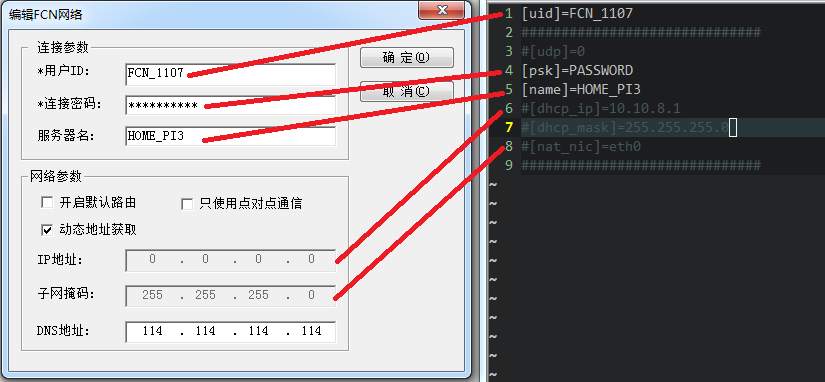 编辑FCN网络
连接参数
*用户ID:
FCN_1107
*连接密码:
**********
服务器名:
HOME_PI3
确 定(O)
取 消(C)
网络参数
开启默认路由
只使用点对点通信
动态地址获取
IP地址:
0 . 0 . 0 . 0
子网掩码:
255 . 255 . 255 . 0
DNS地址:
114 . 114 . 114 . 114
1 [uid]=FCN_1107
2 ##############################
3 #[udp]=0
4 [psk]=PASSWORD
5 [name]=HOME_PI3
6 #[dhcp_ip]=10.10.8.1
7 #[dhcp_mask]=255.255.255.0
8 #[nat_nic]=eth0
9 ##############################
~
~
~
~
~
~
~
~
~
~
~